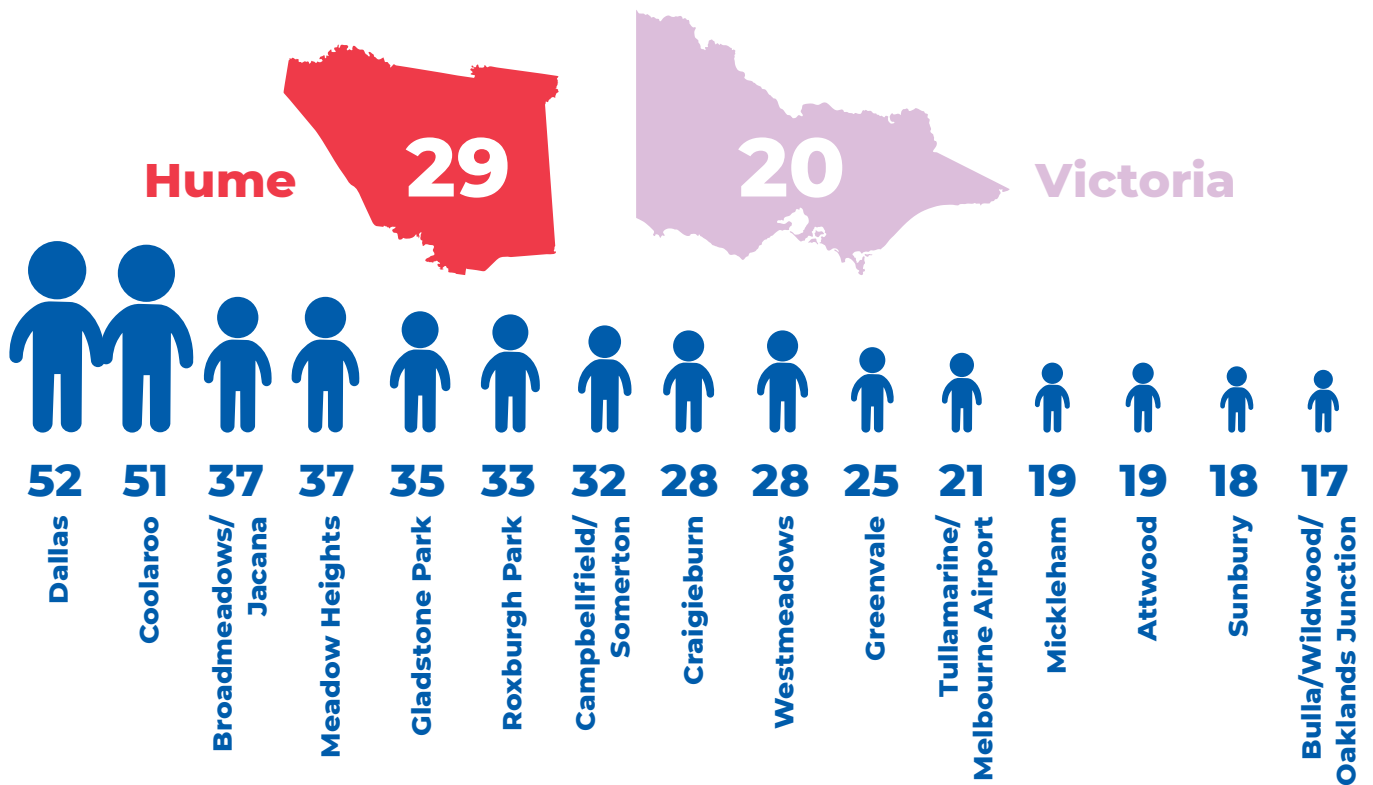 Hume
29
20
Victoria
52
51
37
37
35
33
32
28
28
25
21
19
19
18
17
Dallas
Coolaroo
Broadmeadows/
Jacana
Meadow Heights
Gladstone Park
Roxburgh Park
Campbellfield/
Somerton
Craigieburn
Westmeadows
Greenvale
Tullamarine/
Melbourne Airport
Mickleham
Attwood
Sunbury
Bulla/Wildwood/
Oaklands Junction